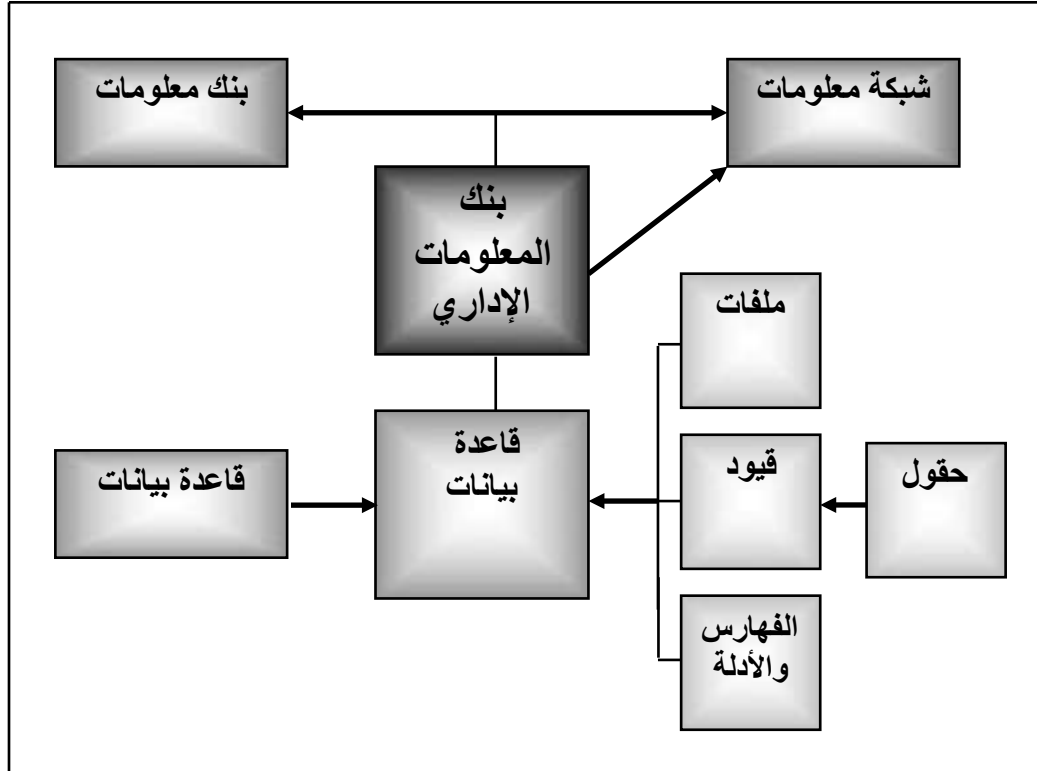 شبكة معلومات
بنك معلومات
بنك
المعلومات
الإداري
ملفات
قاعدة
بيانات
قيود
حقول
قاعدة بيانات
الفهارس
والأدلة